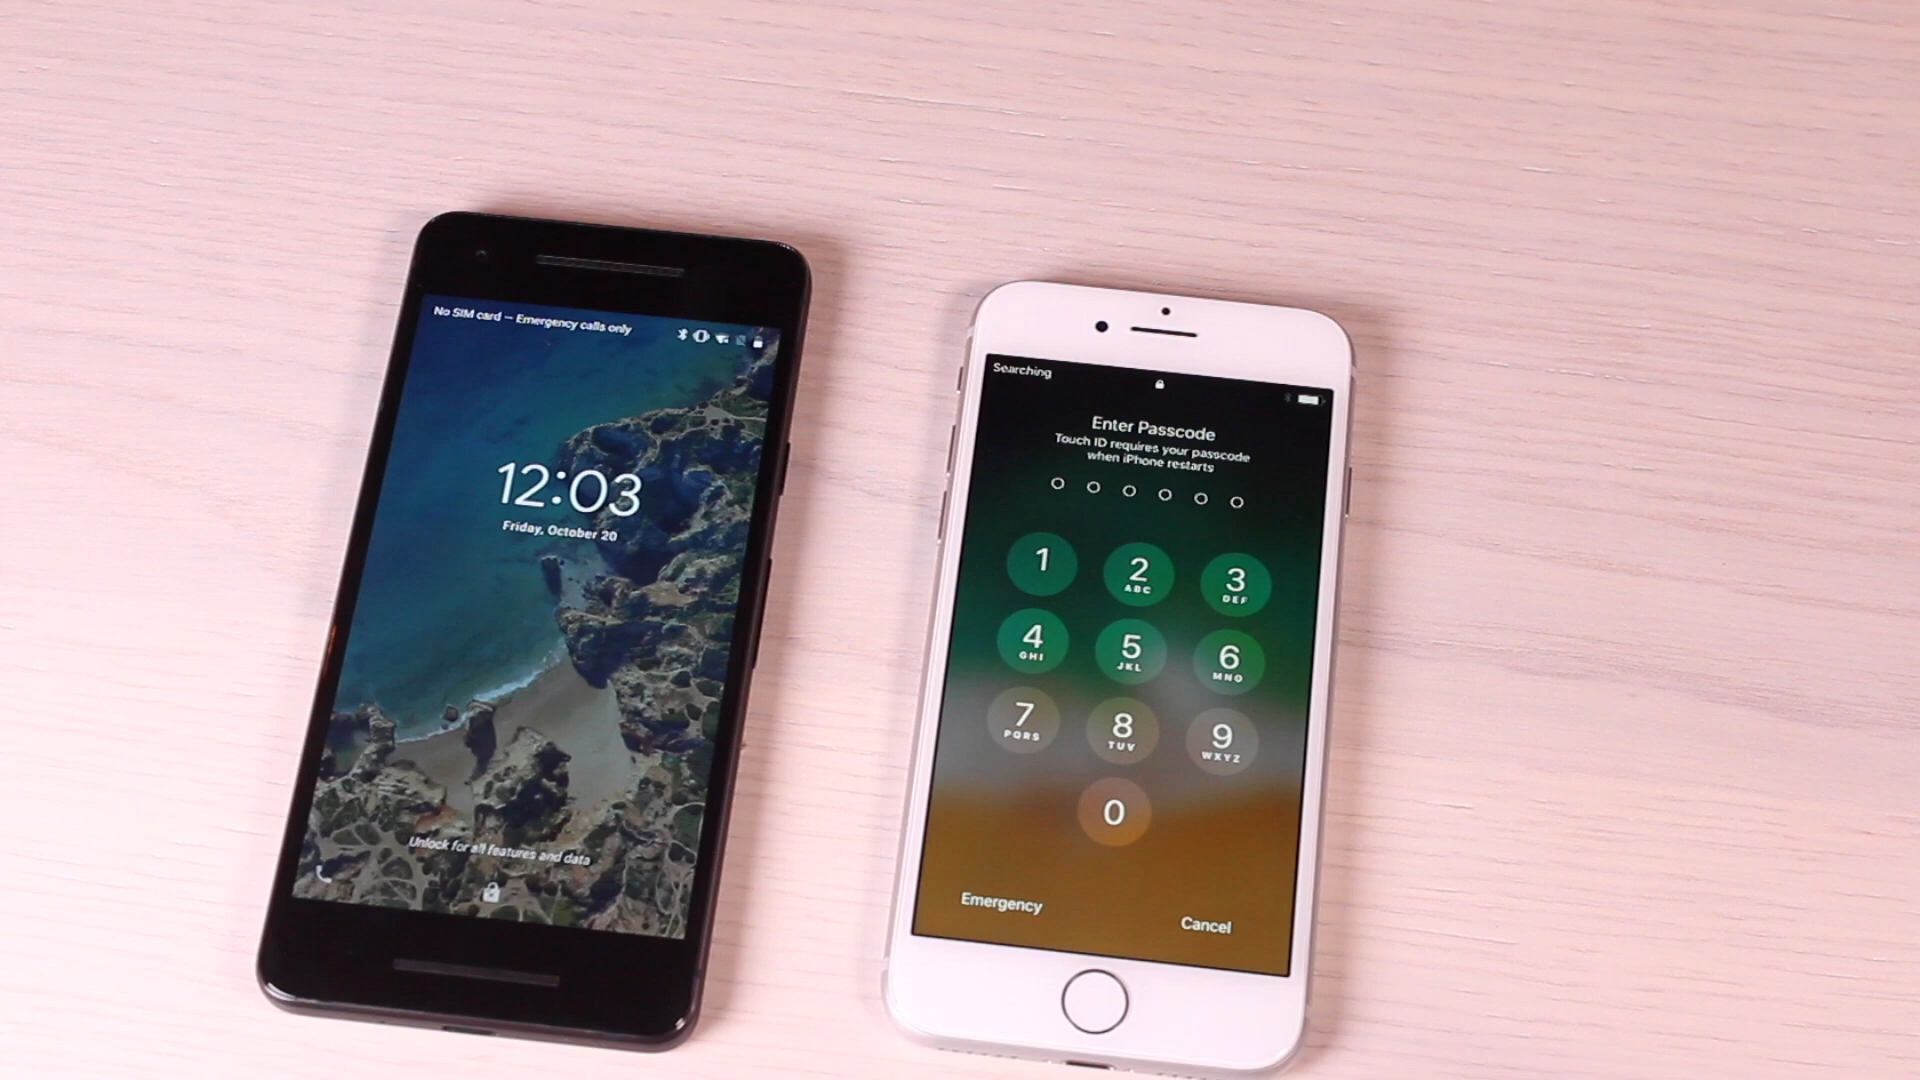 No SIM card — Emergency calls only
12:03
Friday, October 20
Unlock for all features and data
Searching
Enter Passcode
Touch ID requires your passcode
when iPhone restarts
1
2
ABC
3
DEF
4
GHI
5
JKL
6
MNO
7
PQRS
8
TUV
9
WXYZ
0
Emergency
Cancel